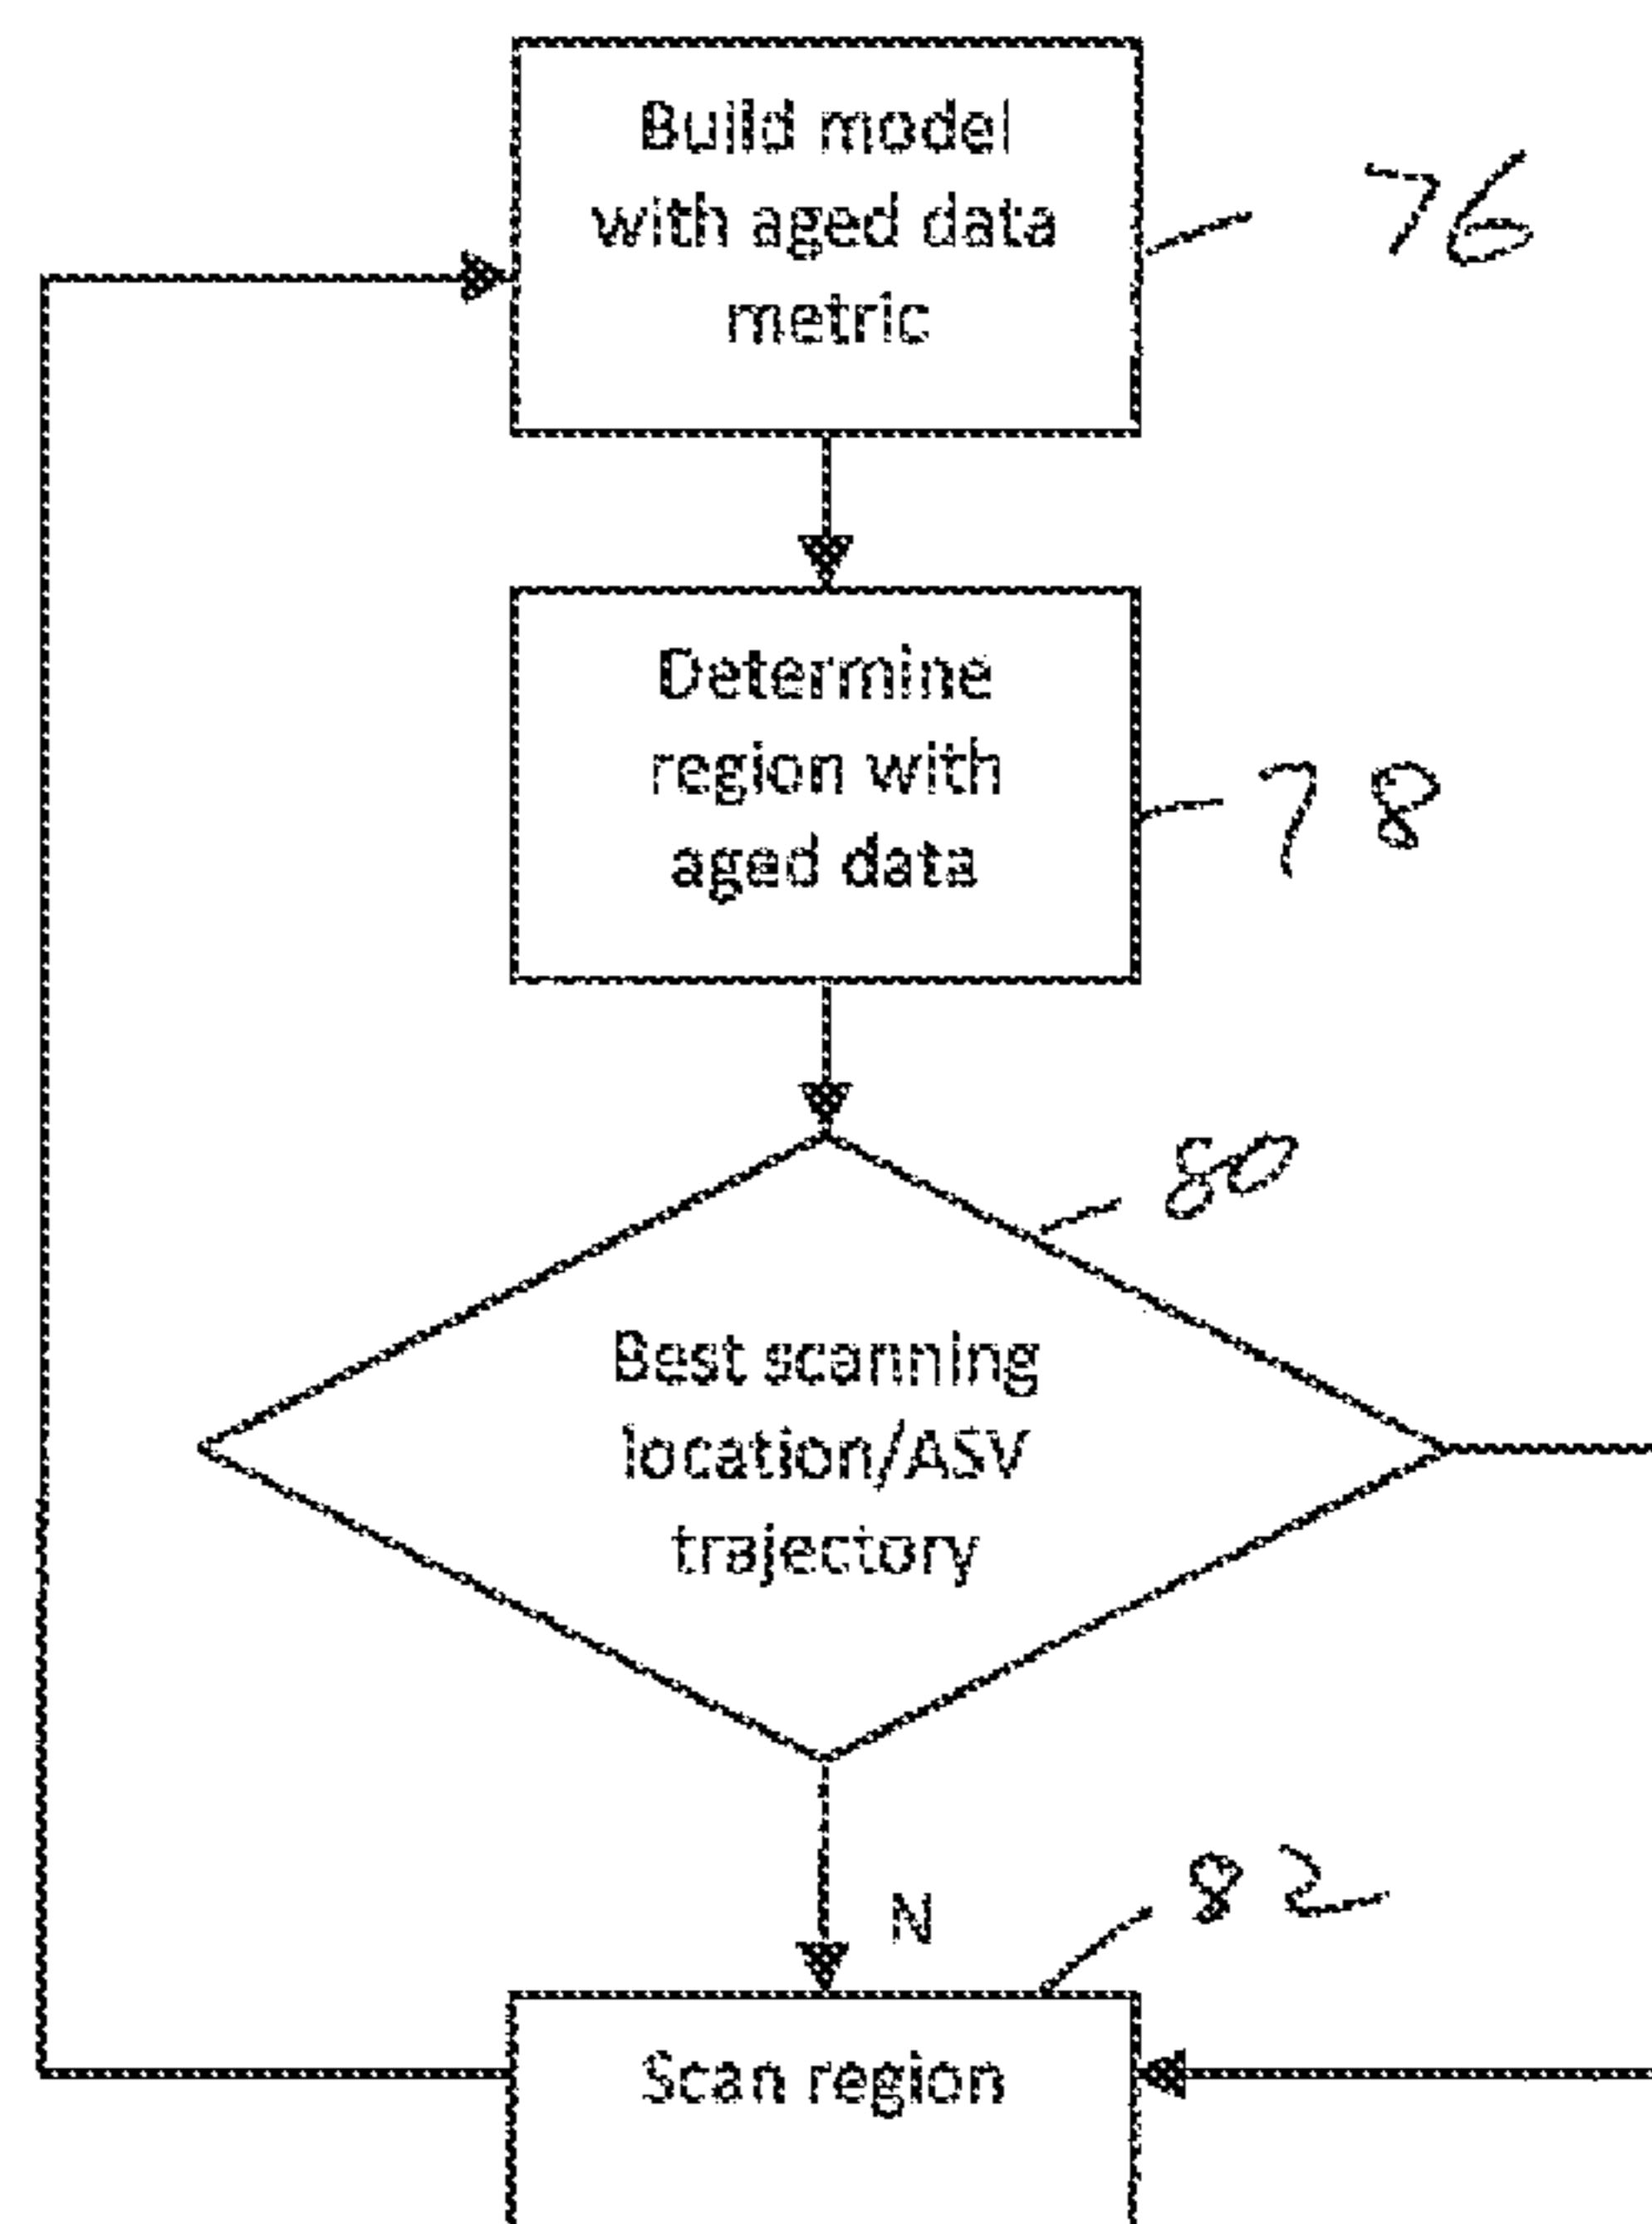 Build model
with aged data
metric
76
Determine
region with
aged data
78
80
Best scanning
location/ASV
trajectory
N
82
Scan region